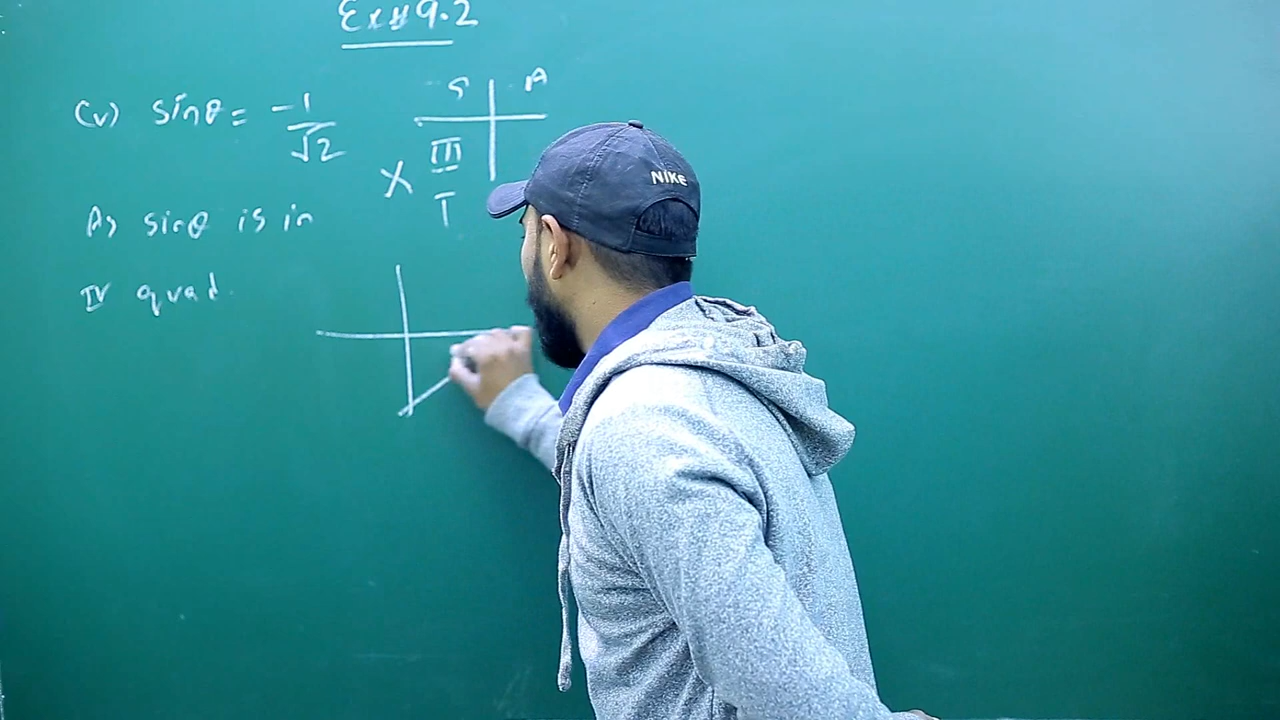 Ex#9.2
(v) sinθ = -1/√2
S A
X III
T
As sinθ is in
IV quad.
NIKE